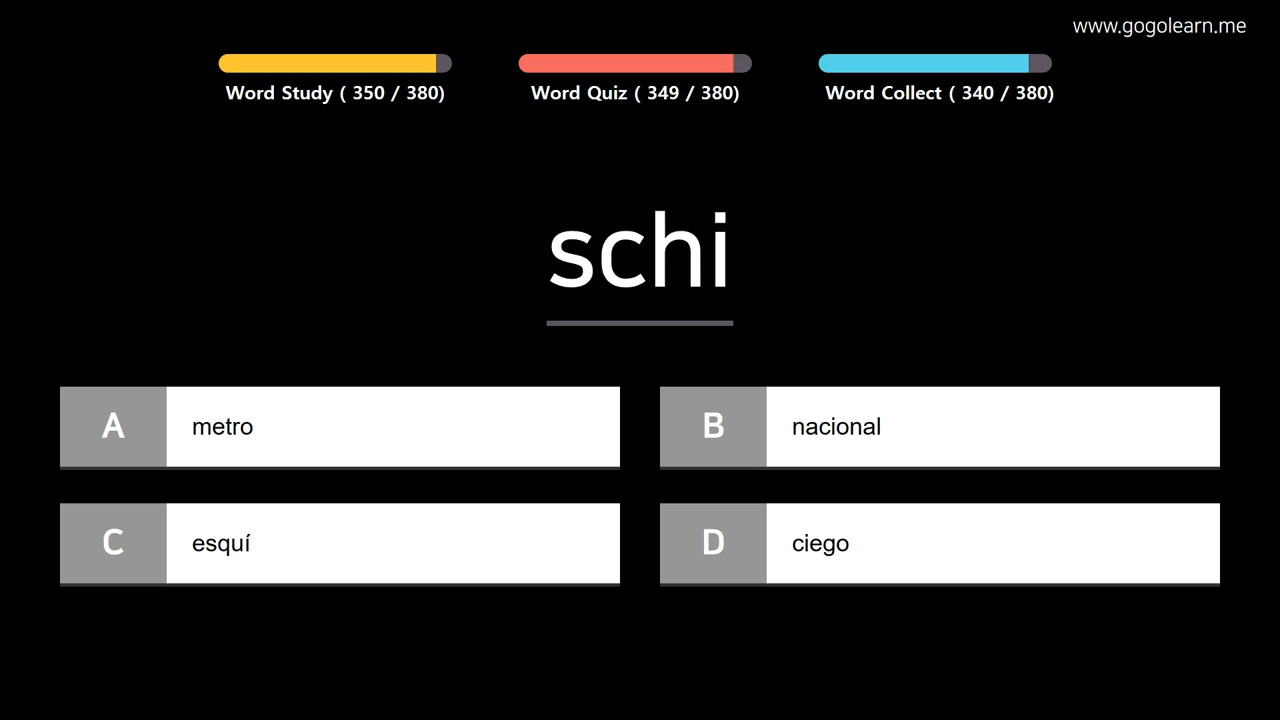 www.gogolearn.me
Word Study ( 350 / 380)
Word Quiz ( 349 / 380)
Word Collect ( 340 / 380)
schi
A metro
B nacional
C esquí
D ciego